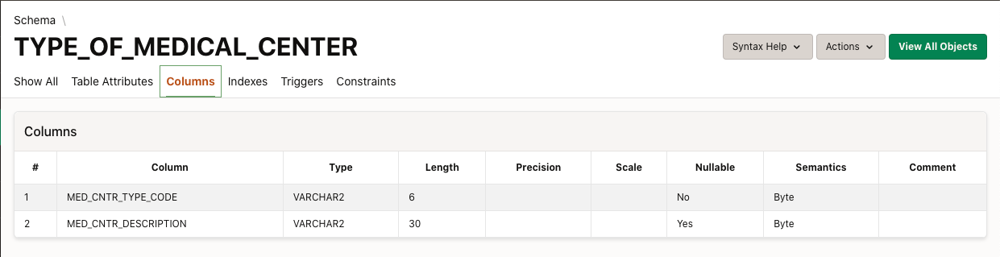 Schema \
TYPE_OF_MEDICAL_CENTER
Syntax Help Actions View All Objects
Show All Table Attributes Columns Indexes Triggers Constraints
Columns
# Column Type Length Precision Scale Nullable Semantics Comment
1 MED_CNTR_TYPE_CODE VARCHAR2 6 No Byte
2 MED_CNTR_DESCRIPTION VARCHAR2 30 Yes Byte